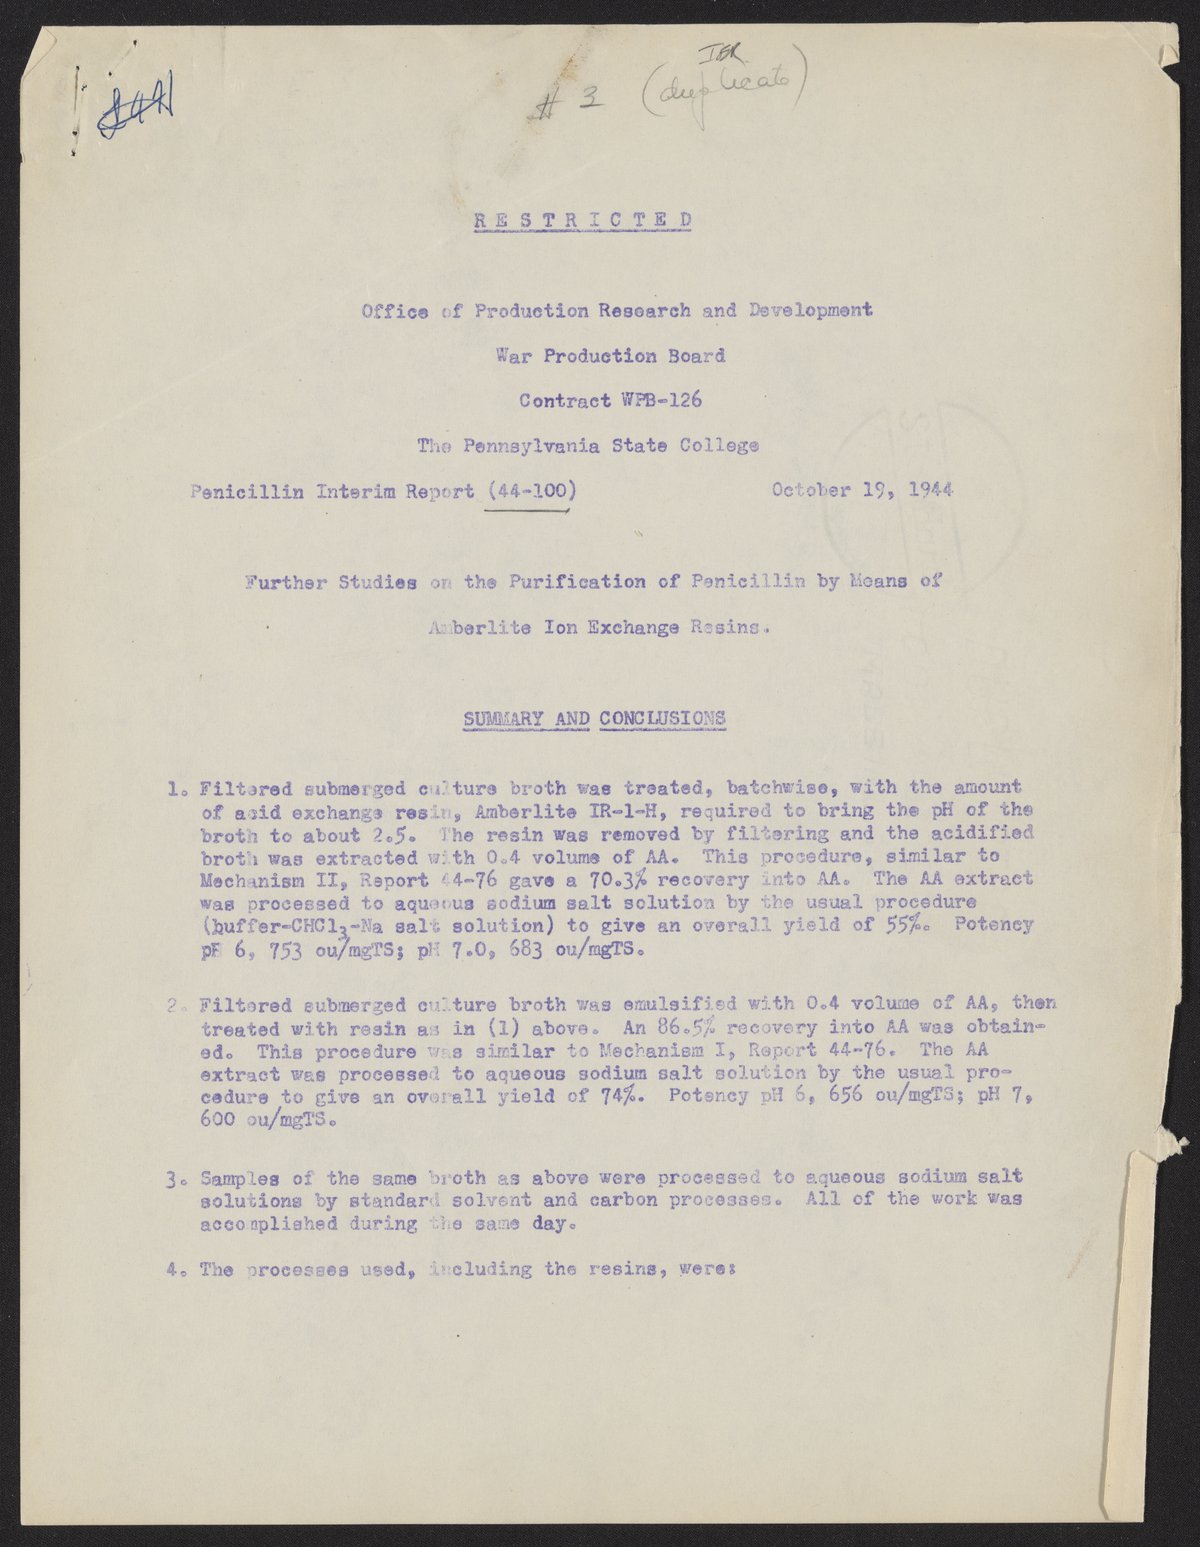 IER
# 3 (duplicate)
RESTRICTED
Office of Production Research and Development
War Production Board
Contract WPB-126
The Pennsylvania State College
Penicillin Interim Report (44-100) October 19, 1944
Further Studies on the Purification of Penicillin by Means of
Amberlite Ion Exchange Resins.
SUMMARY AND CONCLUSIONS
1. Filtered submerged culture broth was treated, batchwise, with the amount
of acid exchange resin, Amberlite IR-1-H, required to bring the pH of the
broth to about 2.5. The resin was removed by filtering and the acidified
broth was extracted with 0.4 volume of AA. This procedure, similar to
Mechanism II, Report 44-76 gave a 70.3% recovery into AA. The AA extract
was processed to aqueous sodium salt solution by the usual procedure
(buffer-CHCl3-Na salt solution) to give an overall yield of 55%. Potency
pH 6, 753 ou/mgTS; pH 7.0, 683 ou/mgTS.
2. Filtered submerged culture broth was emulsified with 0.4 volume of AA, then
treated with resin as in (1) above. An 86.5% recovery into AA was obtain-
ed. This procedure was similar to Mechanism I, Report 44-76. The AA
extract was processed to aqueous sodium salt solution by the usual pro-
cedure to give an overall yield of 74%. Potency pH 6, 656 ou/mgTS; pH 7,
600 ou/mgTS.
3. Samples of the same broth as above were processed to aqueous sodium salt
solutions by standard solvent and carbon processes. All of the work was
accomplished during the same day.
4. The processes used, including the resins, were: